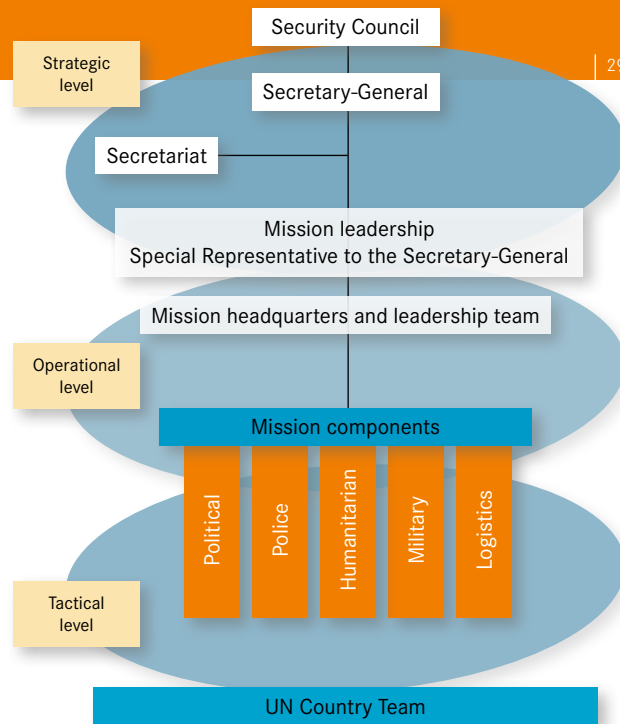 Security Council
Strategic
level
29
Secretary-General
Secretariat
Mission leadership
Special Representative to the Secretary-General
Mission headquarters and leadership team
Operational
level
Mission components
Political
Police
Humanitarian
Military
Logistics
Tactical
level
UN Country Team